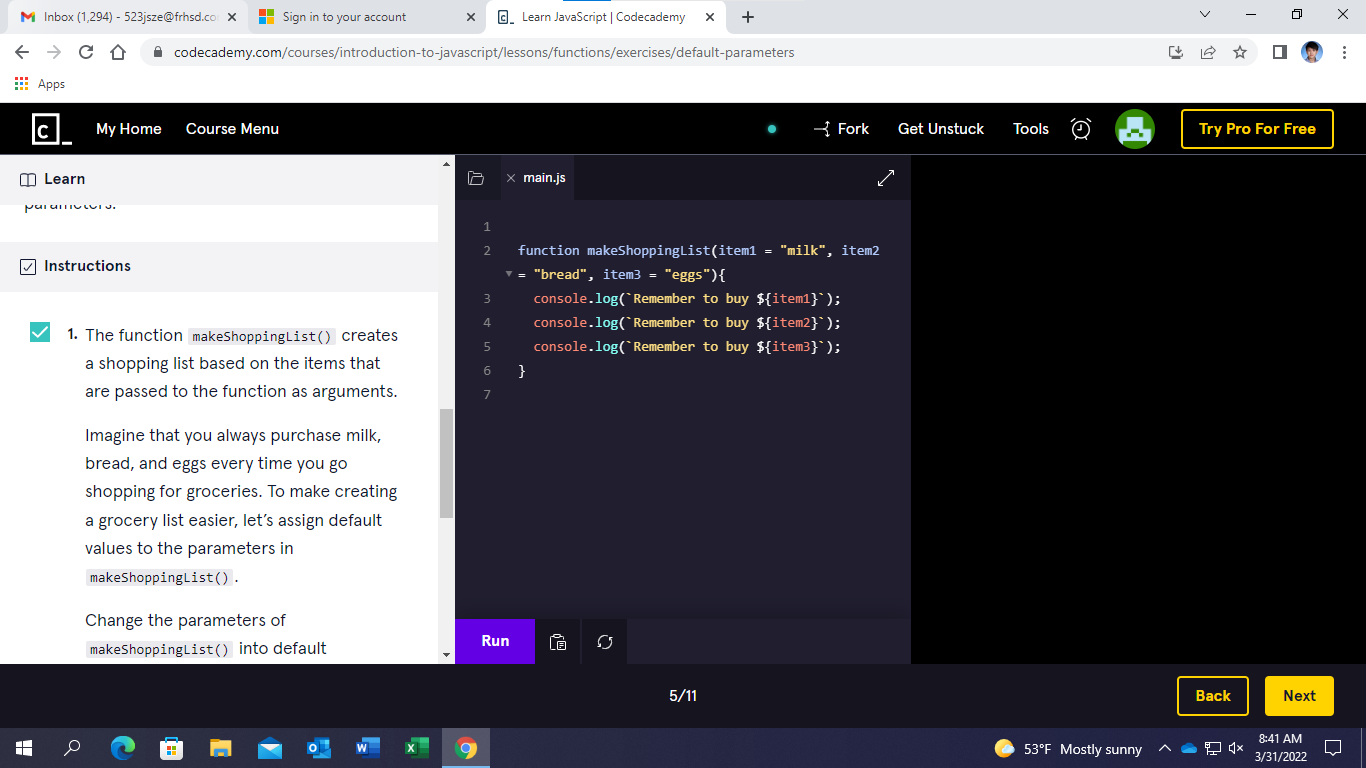 Inbox (1,294) - 523jsze@frhsd.co
Sign in to your account
Learn JavaScript | Codecademy
codecademy.com/courses/introduction-to-javascript/lessons/functions/exercises/default-parameters
Apps
c_
My Home
Course Menu
Fork
Get Unstuck
Tools
Try Pro For Free
Learn
parameters.
Instructions
1. The function makeShoppingList() creates
a shopping list based on the items that
are passed to the function as arguments.
Imagine that you always purchase milk,
bread, and eggs every time you go
shopping for groceries. To make creating
a grocery list easier, let’s assign default
values to the parameters in
makeShoppingList().
Change the parameters of
makeShoppingList() into default
main.js
1
2 function makeShoppingList(item1 = "milk", item2
= "bread", item3 = "eggs"){
3 console.log(`Remember to buy ${item1}`);
4 console.log(`Remember to buy ${item2}`);
5 console.log(`Remember to buy ${item3}`);
6 }
7
Run
5/11
Back
Next
53°F Mostly sunny
8:41 AM
3/31/2022